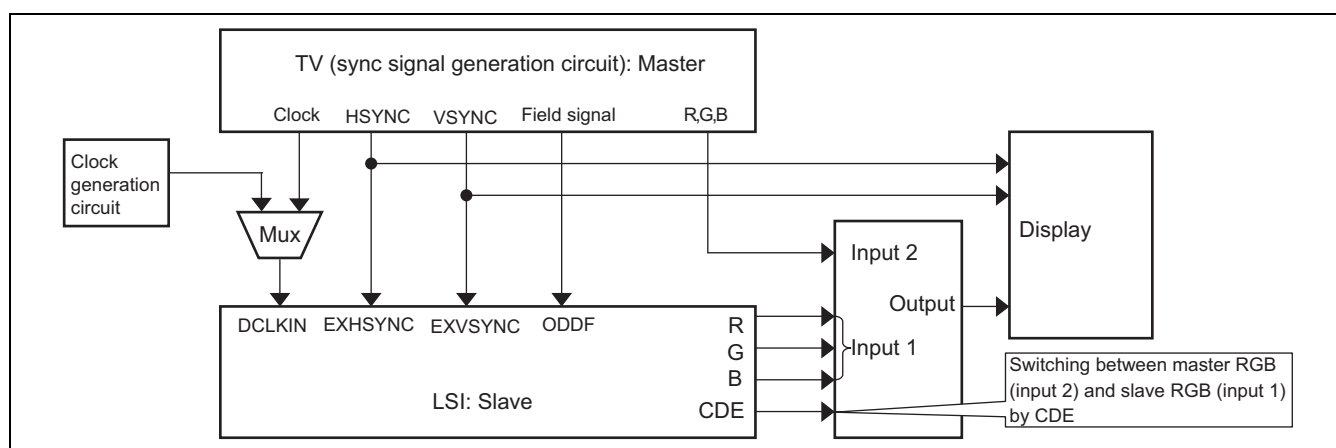 TV (sync signal generation circuit): Master
Clock HSYNC VSYNC Field signal R,G,B
Clock
generation
circuit
Mux
Display
Input 2
Output
DCLKIN EXHSYNC EXVSYNC ODDF
R
G
B
Input 1
LSI: Slave
CDE
Switching between master RGB
(input 2) and slave RGB (input 1)
by CDE